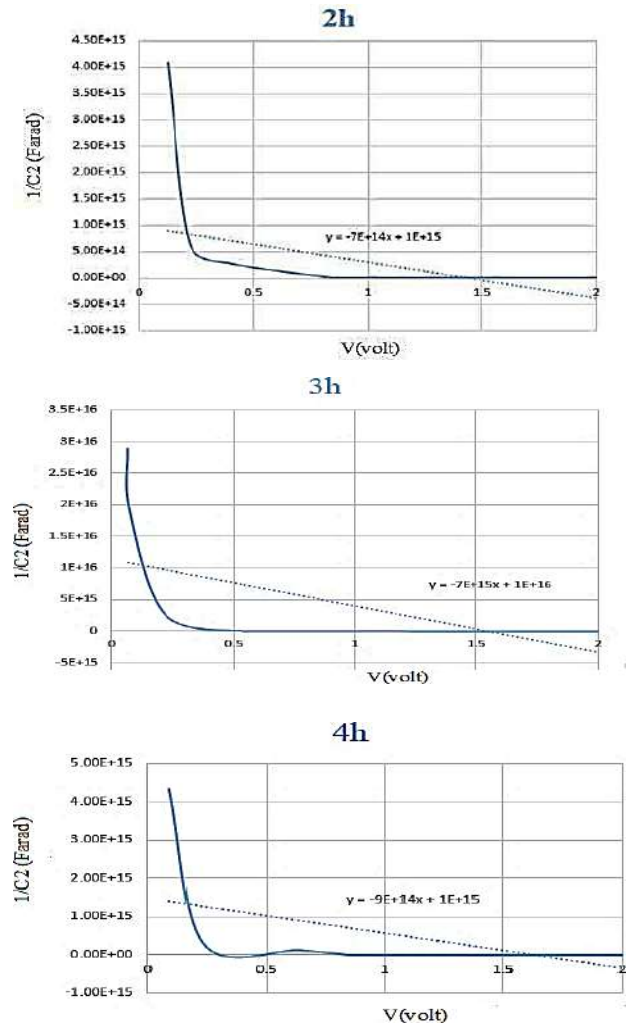 2h
4.50E+15
4.00E+15
3.50E+15
3.00E+15
2.50E+15
2.00E+15
1.50E+15
1.00E+15
5.00E+14
0.00E+00
-5.00E+14
-1.00E+15
1/C2 (Farad)
y = -7E+14x + 1E+15
0 0.5 1 1.5 2
V(volt)
3h
3.5E+16
3E+16
2.5E+16
2E+16
1.5E+16
1E+16
5E+15
0
-5E+15
1/C2 (Farad)
y = -7E+15x + 1E+16
0 0.5 1 1.5 2
V(volt)
4h
5.00E+15
4.00E+15
3.00E+15
2.00E+15
1.00E+15
0.00E+00
-1.00E+15
1/C2 (Farad)
y = -9E+14x + 1E+15
0 0.5 1 1.5 2
V(volt)